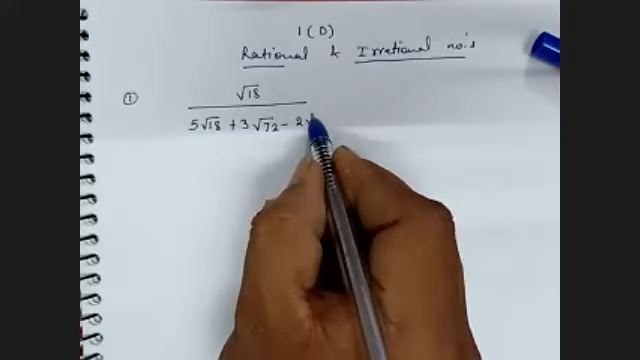 1(D)
Rational & Irrational no.'s
① √18
5√18 + 3√72 - 2√